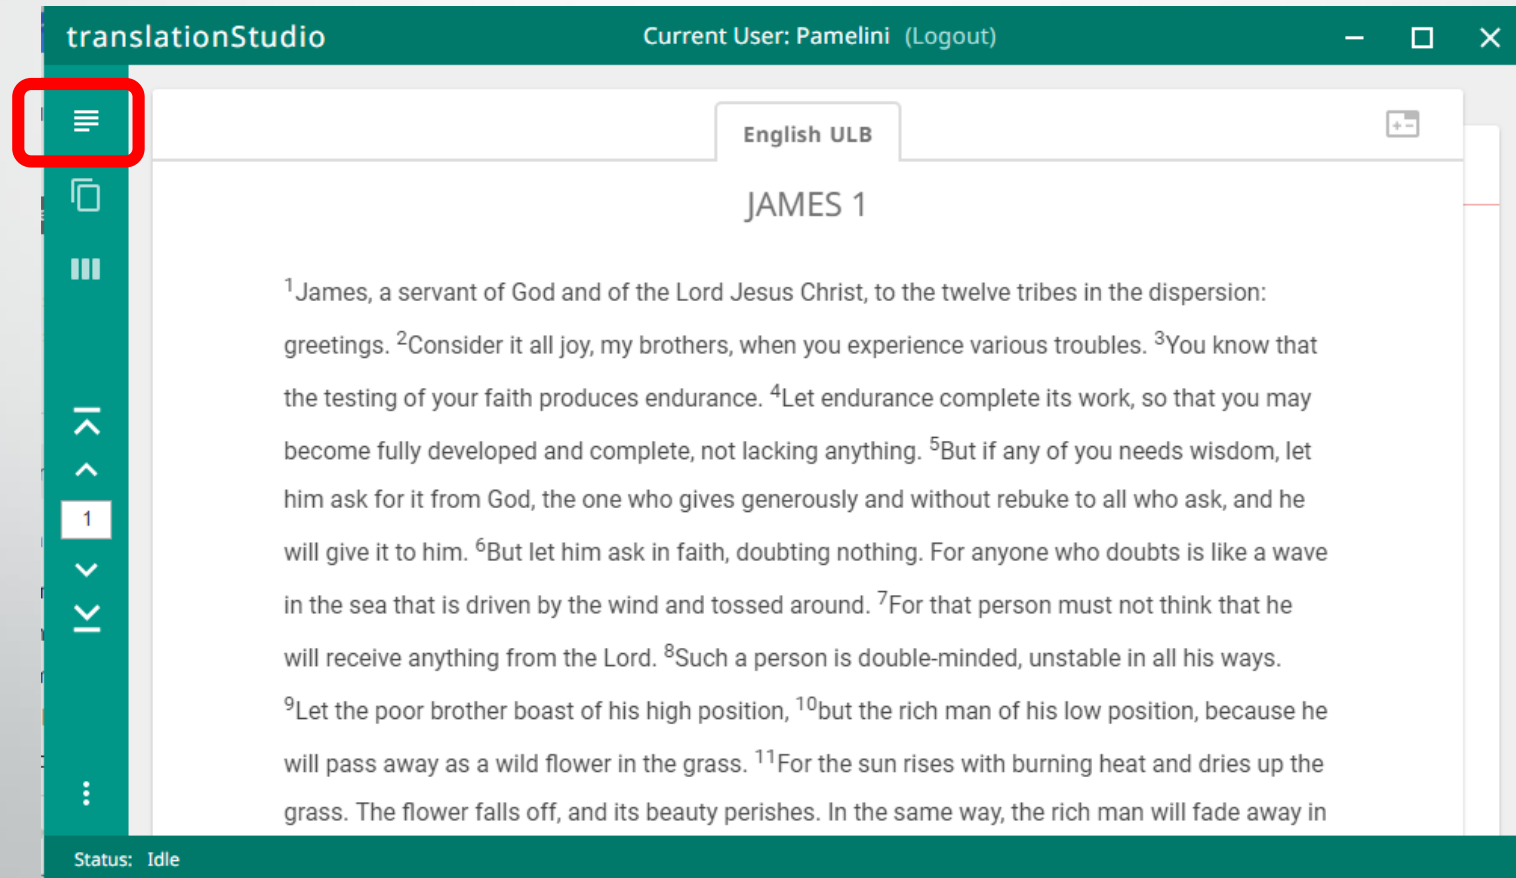 translationStudio
Current User: Pamelini (Logout)
English ULB
JAMES 1
1James, a servant of God and of the Lord Jesus Christ, to the twelve tribes in the dispersion:
greetings. 2Consider it all joy, my brothers, when you experience various troubles. 3You know that
the testing of your faith produces endurance. 4Let endurance complete its work, so that you may
become fully developed and complete, not lacking anything. 5But if any of you needs wisdom, let
him ask for it from God, the one who gives generously and without rebuke to all who ask, and he
will give it to him. 6But let him ask in faith, doubting nothing. For anyone who doubts is like a wave
in the sea that is driven by the wind and tossed around. 7For that person must not think that he
will receive anything from the Lord. 8Such a person is double-minded, unstable in all his ways.
9Let the poor brother boast of his high position, 10but the rich man of his low position, because he
will pass away as a wild flower in the grass. 11For the sun rises with burning heat and dries up the
grass. The flower falls off, and its beauty perishes. In the same way, the rich man will fade away in
1
Status: Idle